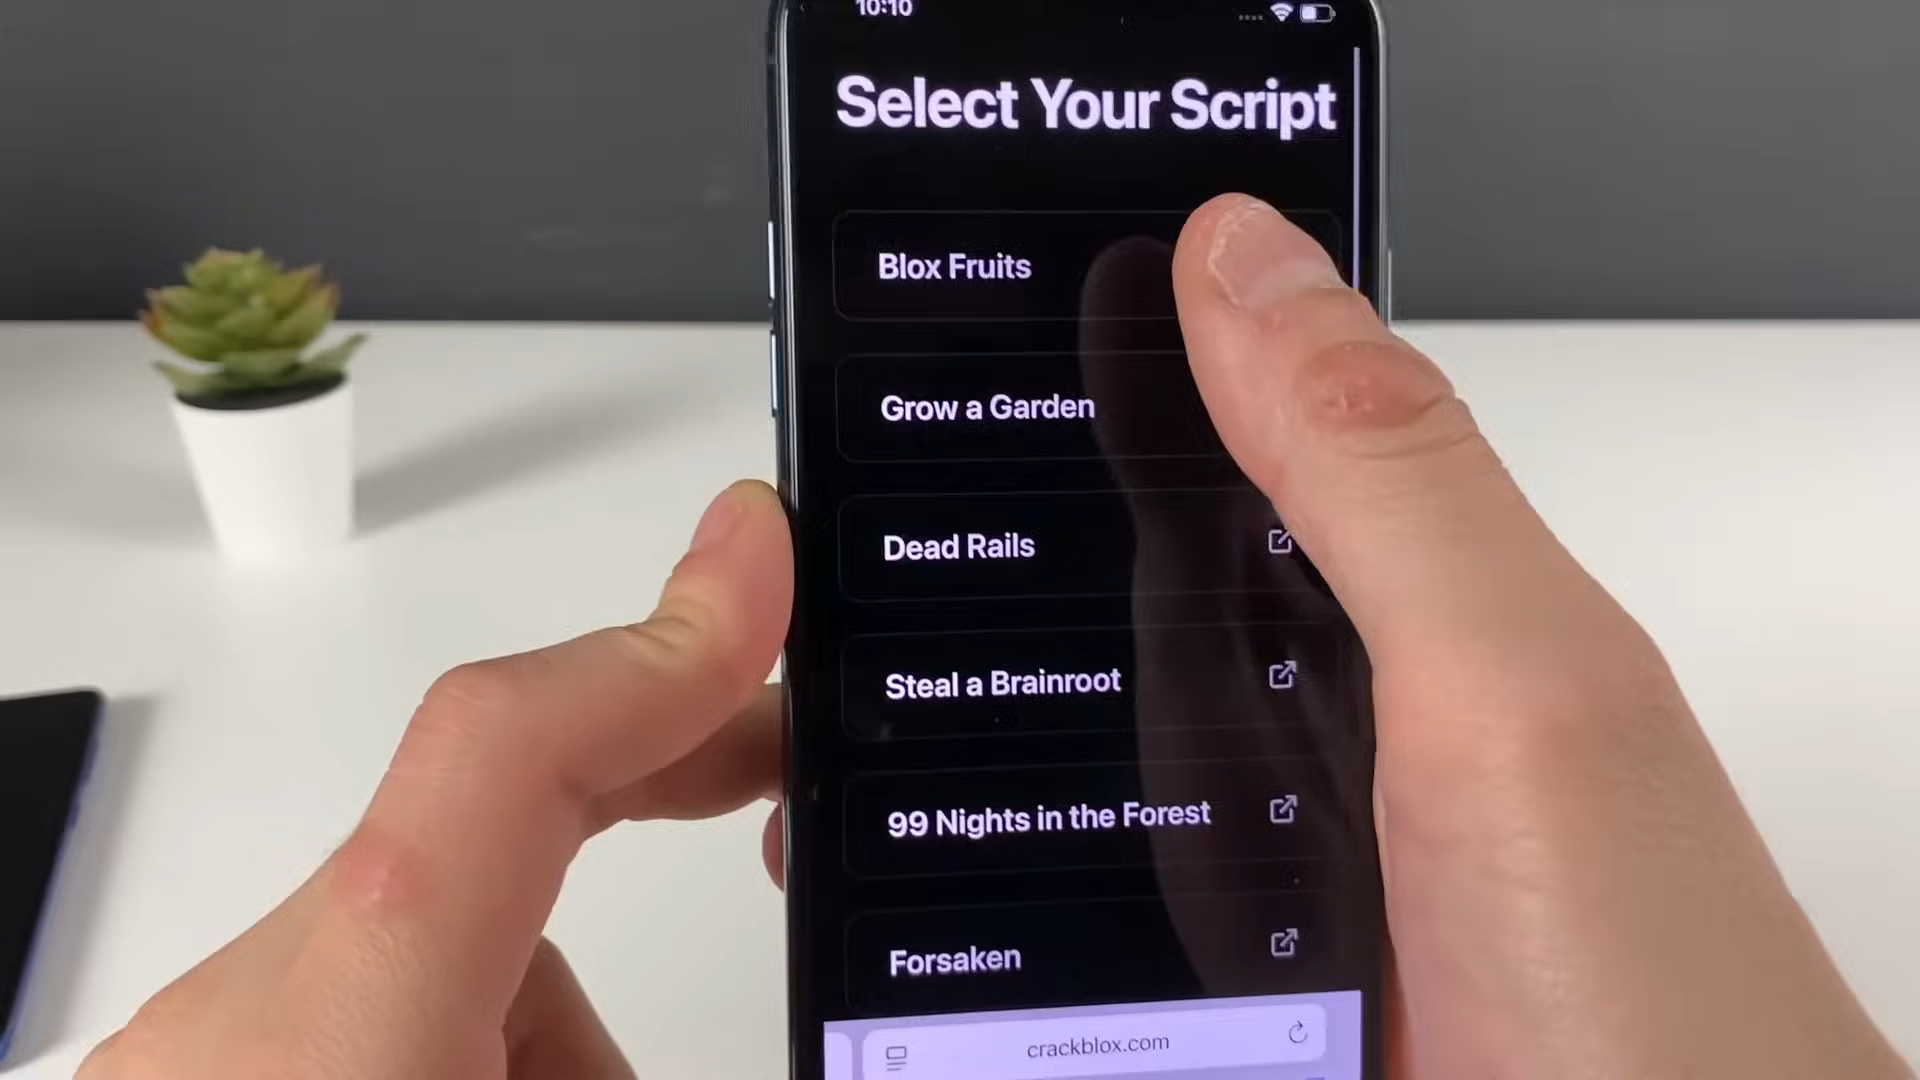 10:10
Select Your Script
Blox Fruits
Grow a Garden
Dead Rails
Steal a Brainroot
99 Nights in the Forest
Forsaken
crackblox.com